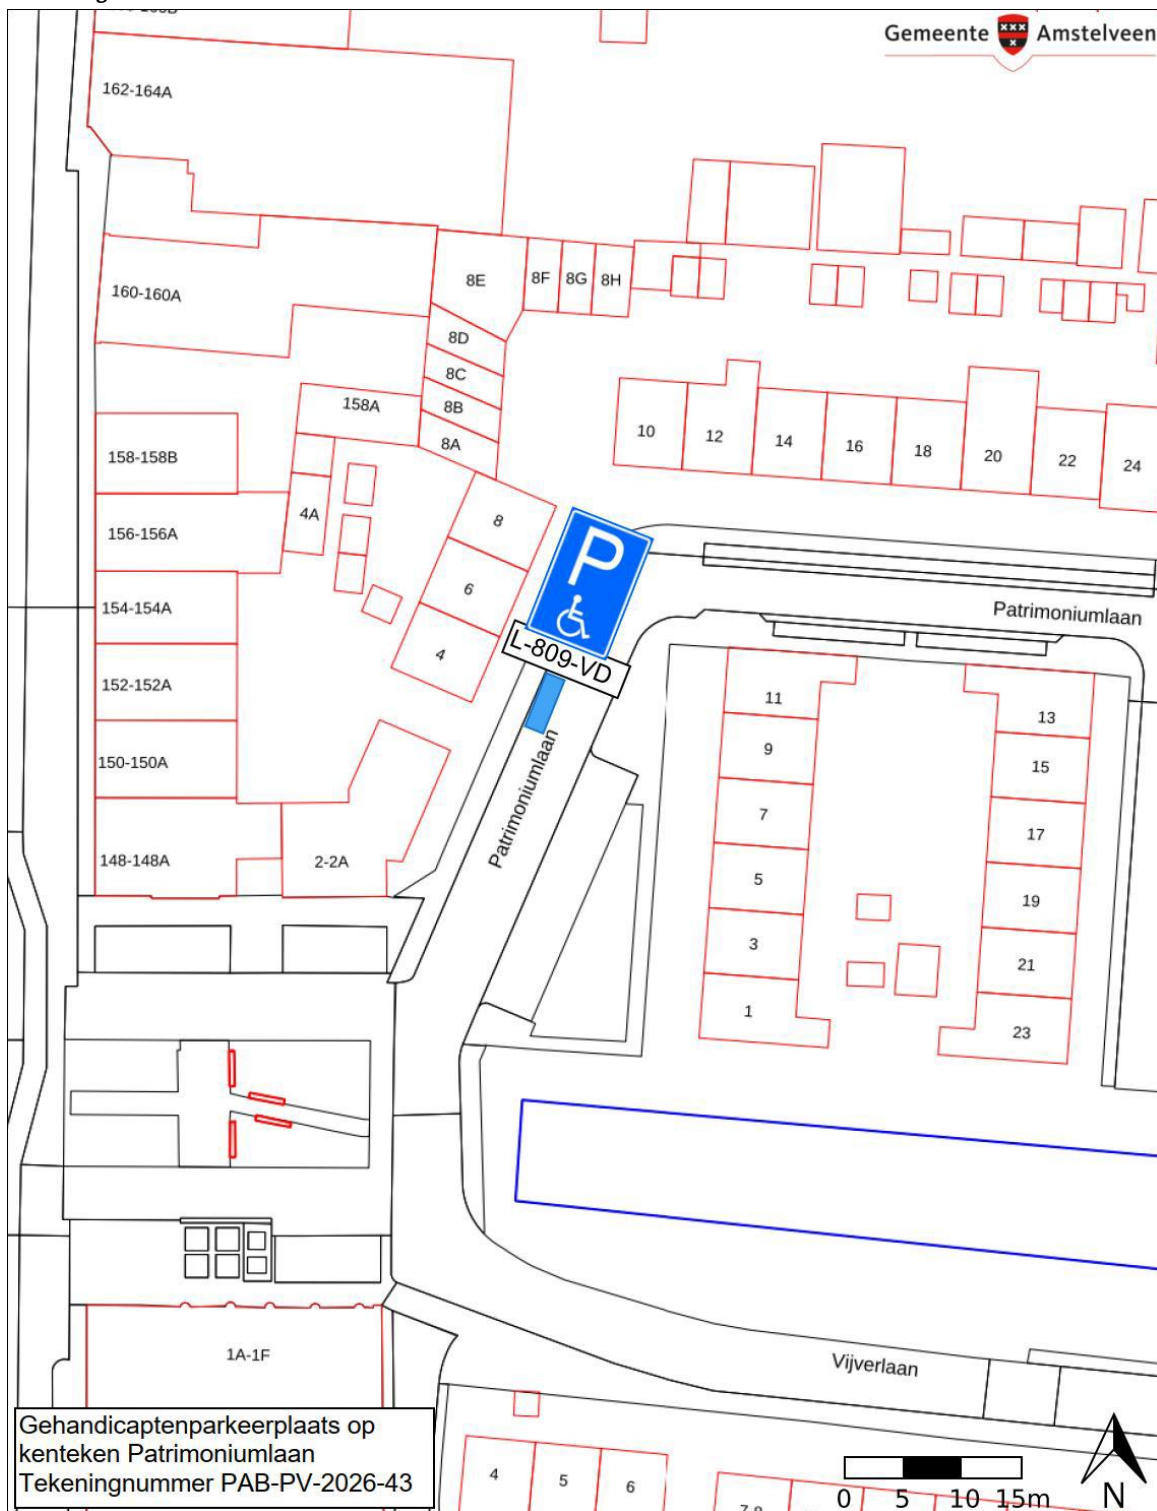 Gemeente Amstelveen
162-164A
160-160A
8E
8F
8G
8H
8D
8C
8B
8A
158A
158-158B
156-156A
4A
154-154A
152-152A
150-150A
148-148A
2-2A
8
6
4
10
12
14
16
18
20
22
24
P
L-809-VD
Patrimoniumlaan
Patrimoniumlaan
11
9
7
5
3
1
13
15
17
19
21
23
1A-1F
Vijverlaan
4
5
6
Gehandicaptenparkeerplaats op
kenteken Patrimoniumlaan
Tekeningnummer PAB-PV-2026-43
0 5 10 15m
N